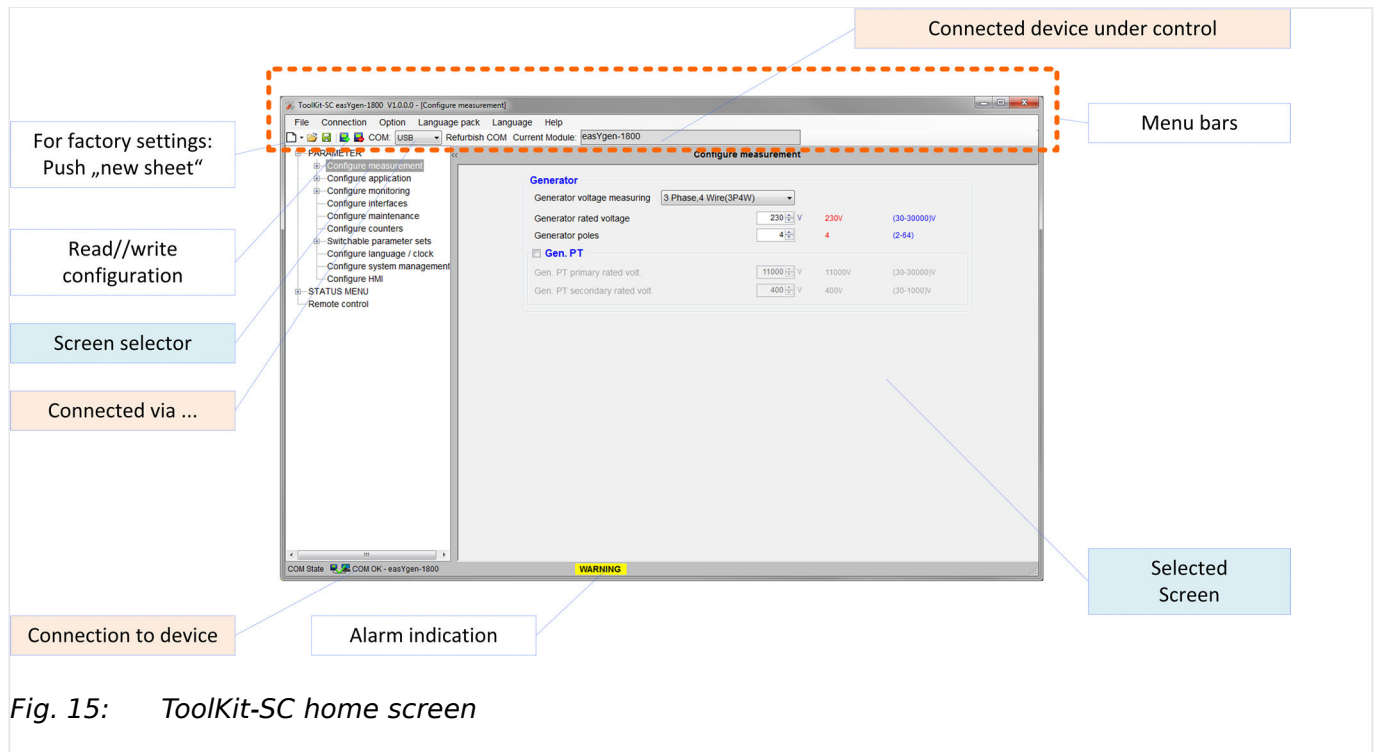 Connected device under control
Menu bars
For factory settings:
Push „new sheet“
Read//write
configuration
Screen selector
Connected via ...
Connection to device
Alarm indication
Selected
Screen
ToolKit-SC easYgen-1800 V1.0.0.0 - [Configure measurement]
File Connection Option Language pack Language Help
COM: USB Refurbish COM Current Module: easYgen-1800
PARAMETER
Configure measurement
Configure application
Configure monitoring
Configure interfaces
Configure maintenance
Configure counters
Switchable parameter sets
Configure language / clock
Configure system management
Configure HMI
STATUS MENU
Remote control
Configure measurement
Generator
Generator voltage measuring 3 Phase,4 Wire(3P4W)
Generator rated voltage 230 V 230V (30-30000)V
Generator poles 4 4 (2-64)
Gen. PT
Gen. PT primary rated volt. 11000 V 11000V (30-30000)V
Gen. PT secondary rated volt. 400 V 400V (30-1000)V
COM State COM OK - easYgen-1800 WARNING
Fig. 15: ToolKit-SC home screen